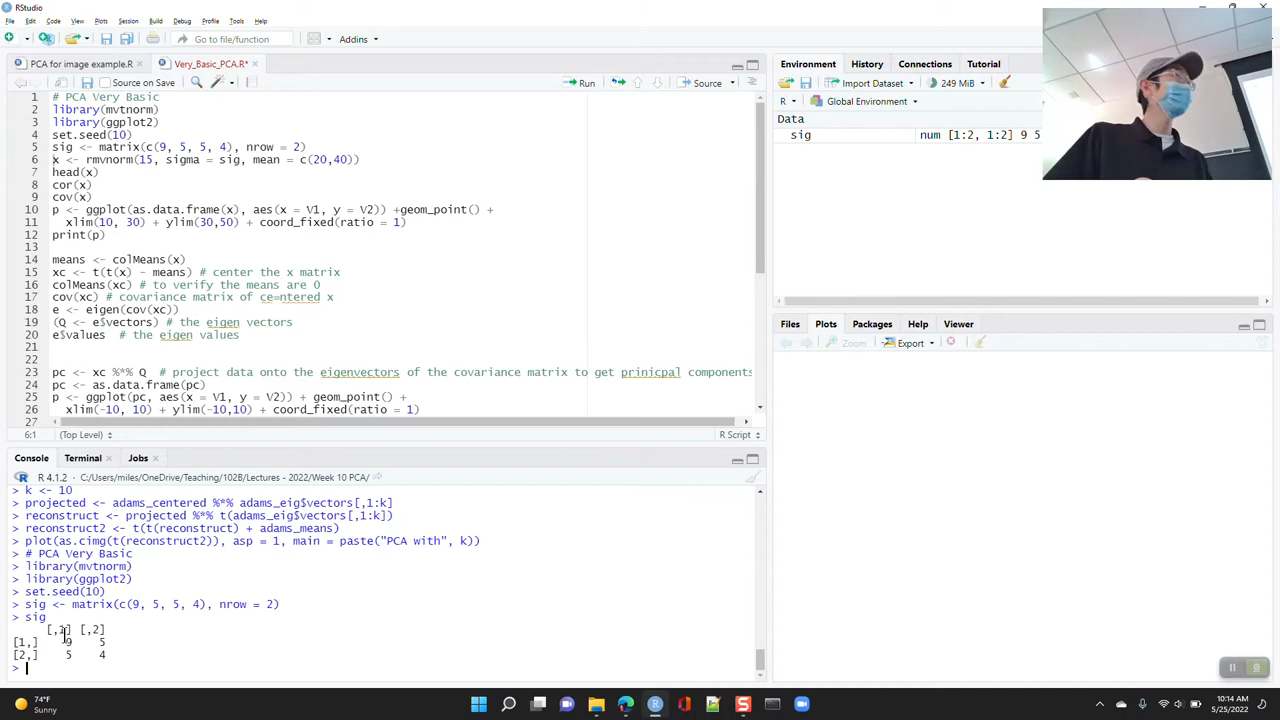 RStudio
File Edit Code View Plots Session Build Debug Profile Tools Help
Go to file/function Addins
PCA for image example.R Very_Basic_PCA.R*
Source on Save Run Source
1 # PCA Very Basic
2 library(mvtnorm)
3 library(ggplot2)
4 set.seed(10)
5 sig <- matrix(c(9, 5, 5, 4), nrow = 2)
6 x <- rmvnorm(15, sigma = sig, mean = c(20,40))
7 head(x)
8 cor(x)
9 cov(x)
10 p <- ggplot(as.data.frame(x), aes(x = V1, y = V2)) +geom_point() +
11 xlim(10, 30) + ylim(30,50) + coord_fixed(ratio = 1)
12 print(p)
13
14 means <- colMeans(x)
15 xc <- t(t(x) - means) # center the x matrix
16 colMeans(xc) # to verify the means are 0
17 cov(xc) # covariance matrix of ce=ntered x
18 e <- eigen(cov(xc))
19 (Q <- e$vectors) # the eigen vectors
20 e$values # the eigen values
21
22
23 pc <- xc %*% Q # project data onto the eigenvectors of the covariance matrix to get prinicpal components
24 pc <- as.data.frame(pc)
25 p <- ggplot(pc, aes(x = V1, y = V2)) + geom_point() +
26 xlim(-10, 10) + ylim(-10,10) + coord_fixed(ratio = 1)
27
6:1 (Top Level) R Script
Console Terminal Jobs
R 4.1.2 · C:/Users/miles/OneDrive/Teaching/102B/Lectures - 2022/Week 10 PCA/
> k <- 10
> projected <- adams_centered %*% adams_eig$vectors[,1:k]
> reconstruct <- projected %*% t(adams_eig$vectors[,1:k])
> reconstruct2 <- t(t(reconstruct) + adams_means)
> plot(as.cimg(t(reconstruct2)), asp = 1, main = paste("PCA with", k))
> # PCA Very Basic
> library(mvtnorm)
> library(ggplot2)
> set.seed(10)
> sig <- matrix(c(9, 5, 5, 4), nrow = 2)
> sig
[,1] [,2]
[1,] 9 5
[2,] 5 4
>
Environment History Connections Tutorial
Import Dataset 249 MiB
R Global Environment
Data
sig num [1:2, 1:2] 9 5
Files Plots Packages Help Viewer
Zoom Export
74°F
Sunny
10:14 AM
5/25/2022